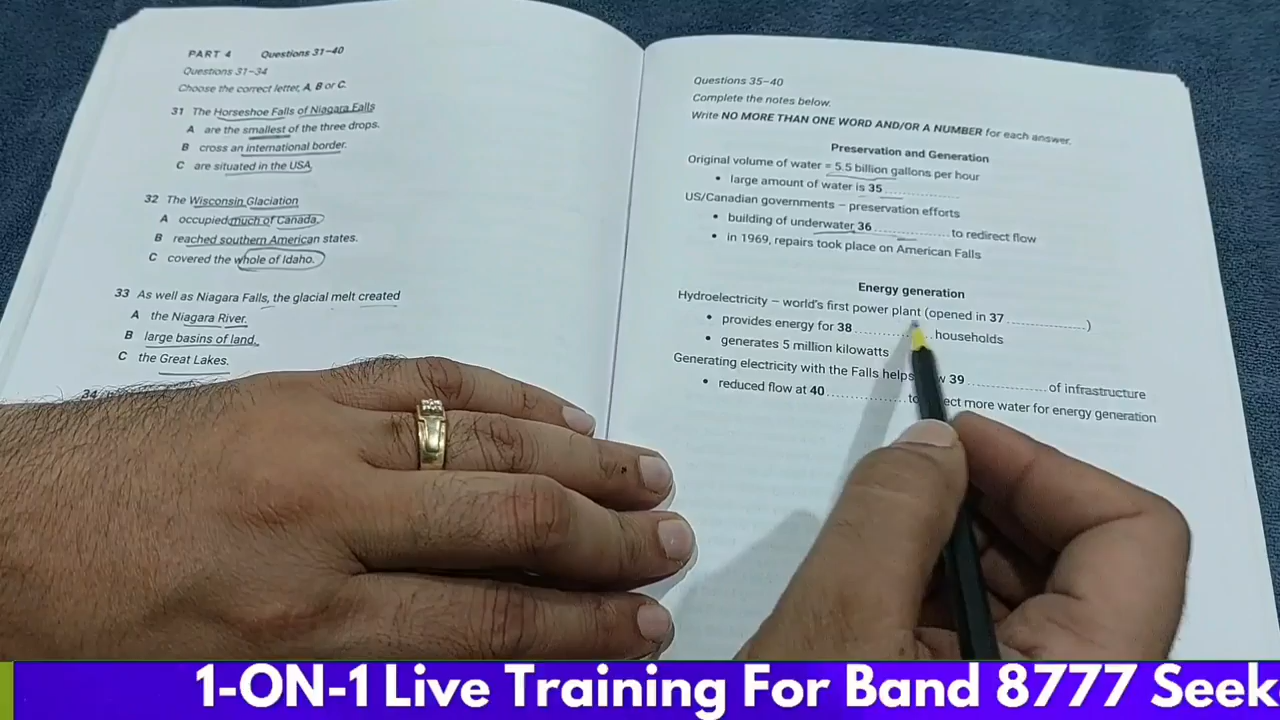 PART 4 Questions 31–40
Questions 31–34
Choose the correct letter, A, B or C.
31 The Horseshoe Falls of Niagara Falls
A are the smallest of the three drops.
B cross an international border.
C are situated in the USA.
32 The Wisconsin Glaciation
A occupied much of Canada.
B reached southern American states.
C covered the whole of Idaho.
33 As well as Niagara Falls, the glacial melt created
A the Niagara River.
B large basins of land.
C the Great Lakes.
34
Questions 35–40
Complete the notes below.
Write NO MORE THAN ONE WORD AND/OR A NUMBER for each answer.
Preservation and Generation
Original volume of water = 5.5 billion gallons per hour
• large amount of water is 35 ................
US/Canadian governments – preservation efforts
• building of underwater 36 ................ to redirect flow
• in 1969, repairs took place on American Falls
Energy generation
Hydroelectricity – world's first power plant (opened in 37 ................)
• provides energy for 38 ................ households
• generates 5 million kilowatts
Generating electricity with the Falls helps 39 ................ of infrastructure
• reduced flow at 40 ................ to more water for energy generation
1-ON-1 Live Training For Band 8777 Seek